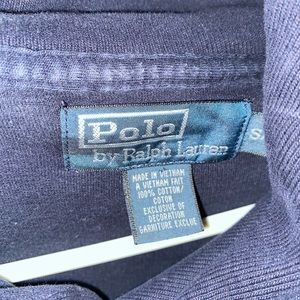 Polo
by Ralph Lauren
MADE IN VIETNAM
A VIETNAM FAIT
100% COTTON/
COTON
EXCLUSIVE OF
DECORATION
GARNITURE EXCLUE